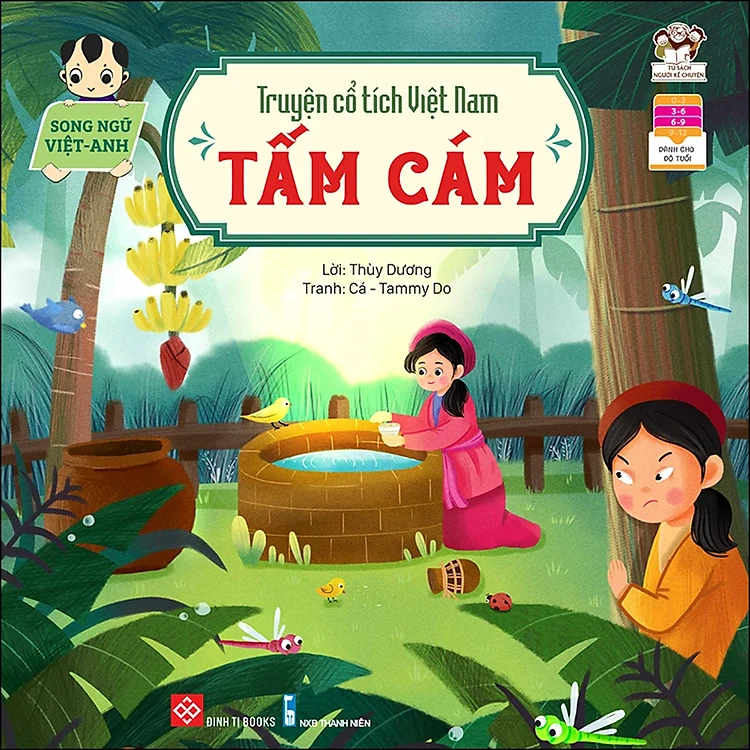 SONG NGỮ
VIỆT-ANH
Truyện cổ tích Việt Nam
TẤM CÁM
Lời: Thùy Dương
Tranh: Cá - Tammy Do
TỦ SÁCH
NGƯỜI KỂ CHUYỆN
0-3
3-6
6-9
9-12
DÀNH CHO
ĐỘ TUỔI
ĐINH TỊ BOOKS
NXB THANH NIÊN